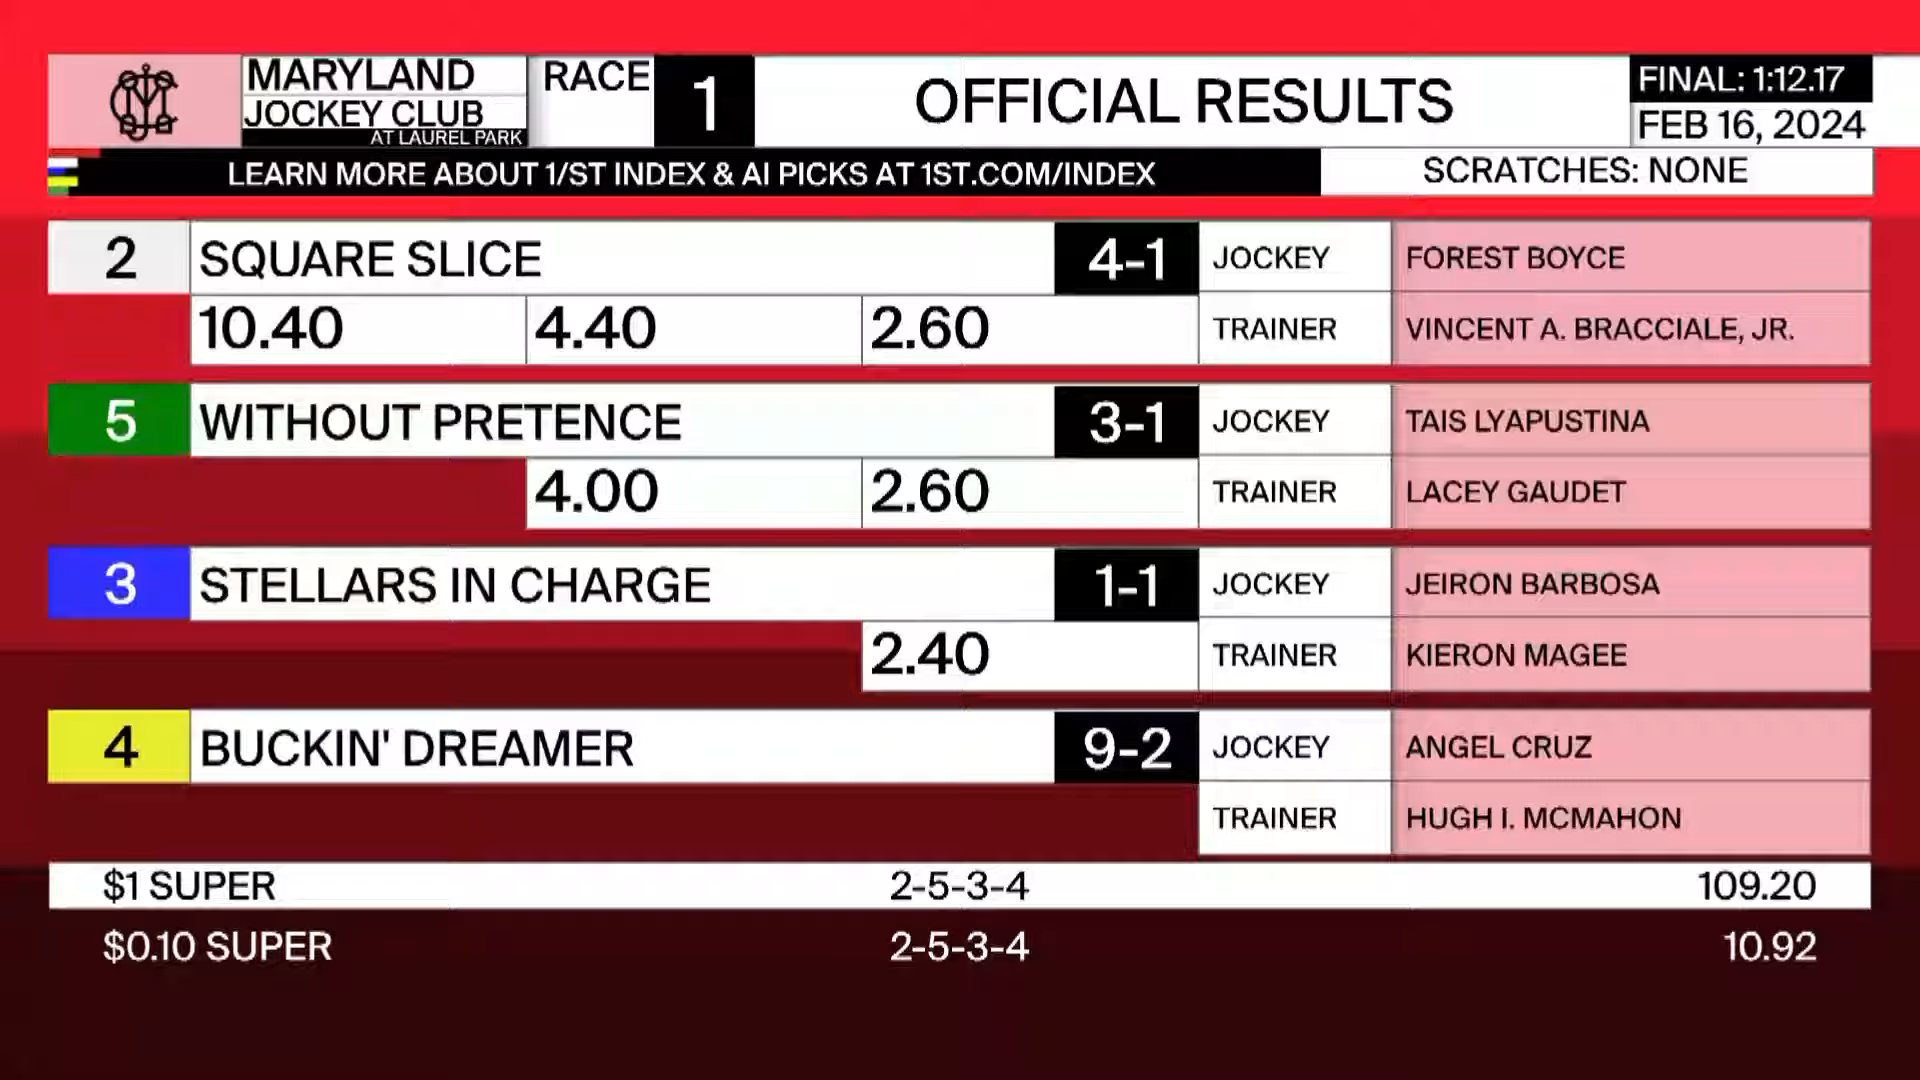 MARYLAND
JOCKEY CLUB
AT LAUREL PARK
RACE 1
OFFICIAL RESULTS
FINAL: 1:12.17
FEB 16, 2024
LEARN MORE ABOUT 1/ST INDEX & AI PICKS AT 1ST.COM/INDEX
SCRATCHES: NONE
2 SQUARE SLICE 4-1 JOCKEY FOREST BOYCE
10.40 4.40 2.60 TRAINER VINCENT A. BRACCIALE, JR.
5 WITHOUT PRETENCE 3-1 JOCKEY TAIS LYAPUSTINA
4.00 2.60 TRAINER LACEY GAUDET
3 STELLARS IN CHARGE 1-1 JOCKEY JEIRON BARBOSA
2.40 TRAINER KIERON MAGEE
4 BUCKIN' DREAMER 9-2 JOCKEY ANGEL CRUZ
TRAINER HUGH I. MCMAHON
$1 SUPER 2-5-3-4 109.20
$0.10 SUPER 2-5-3-4 10.92